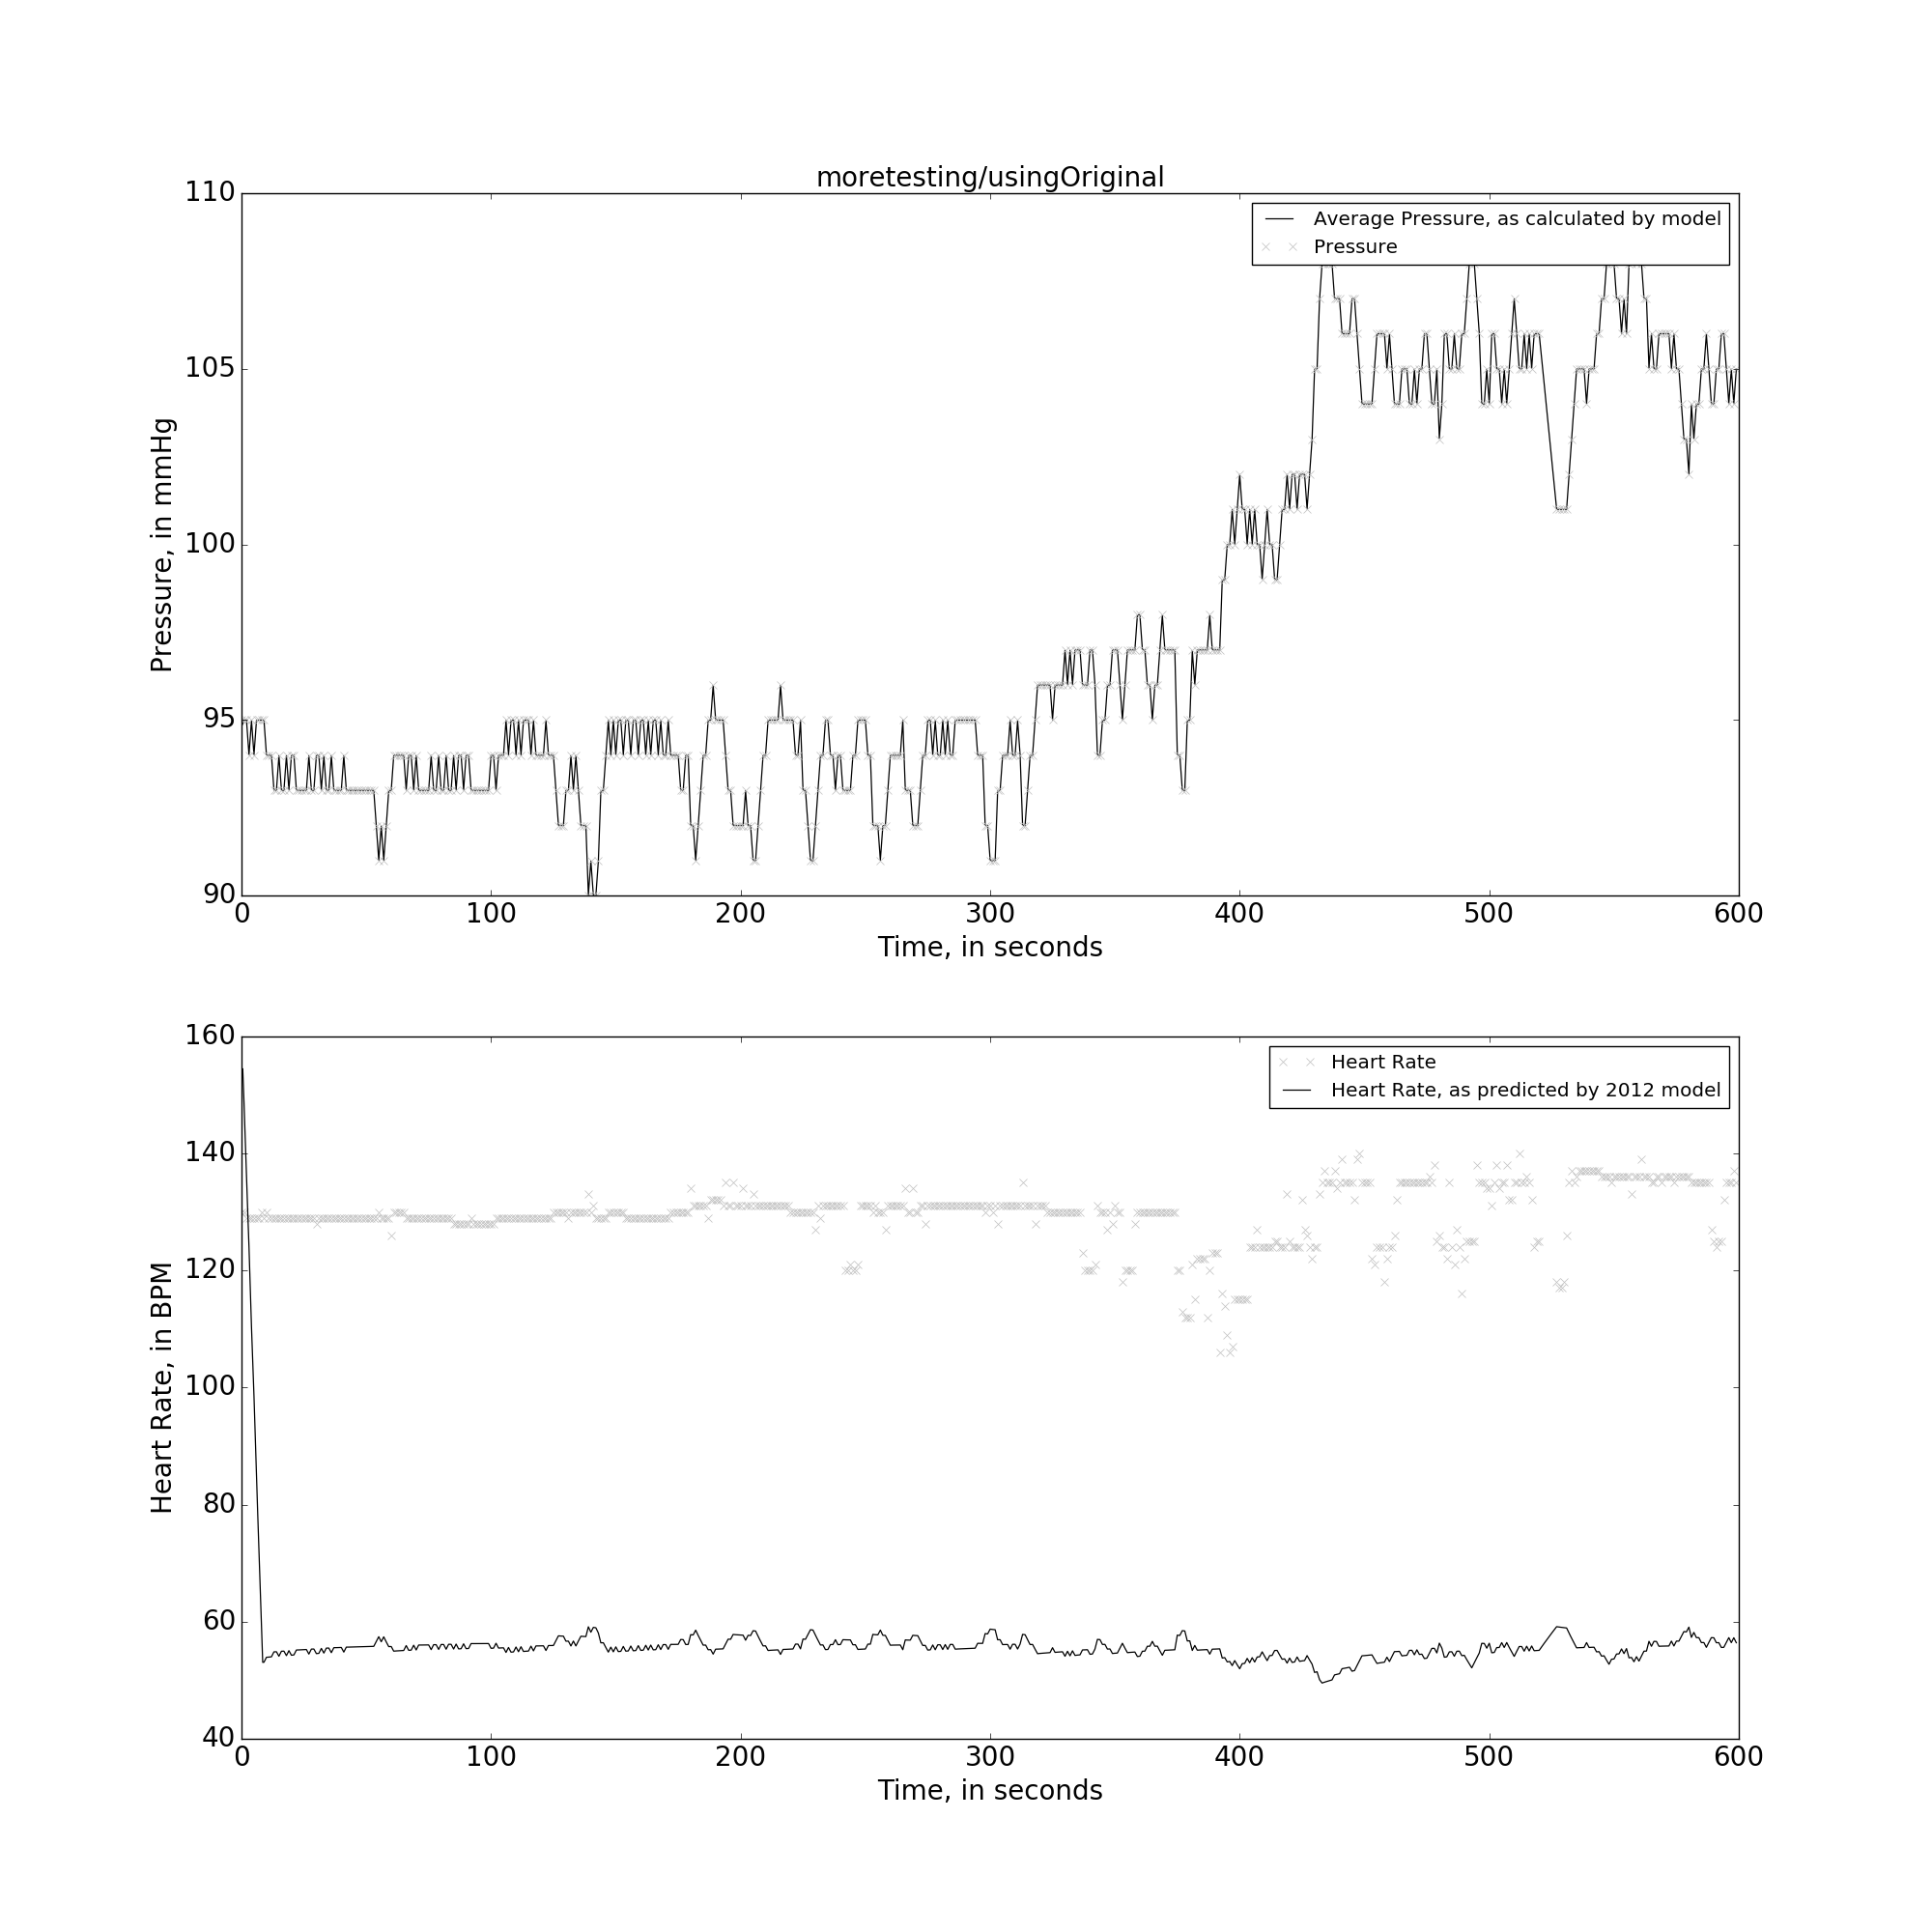 moretesting/usingOriginal
110
Average Pressure, as calculated by model
Pressure
105
100
95
90
Pressure, in mmHg
0 100 200 300 400 500 600
Time, in seconds
160
Heart Rate
Heart Rate, as predicted by 2012 model
140
120
100
80
60
40
Heart Rate, in BPM
0 100 200 300 400 500 600
Time, in seconds